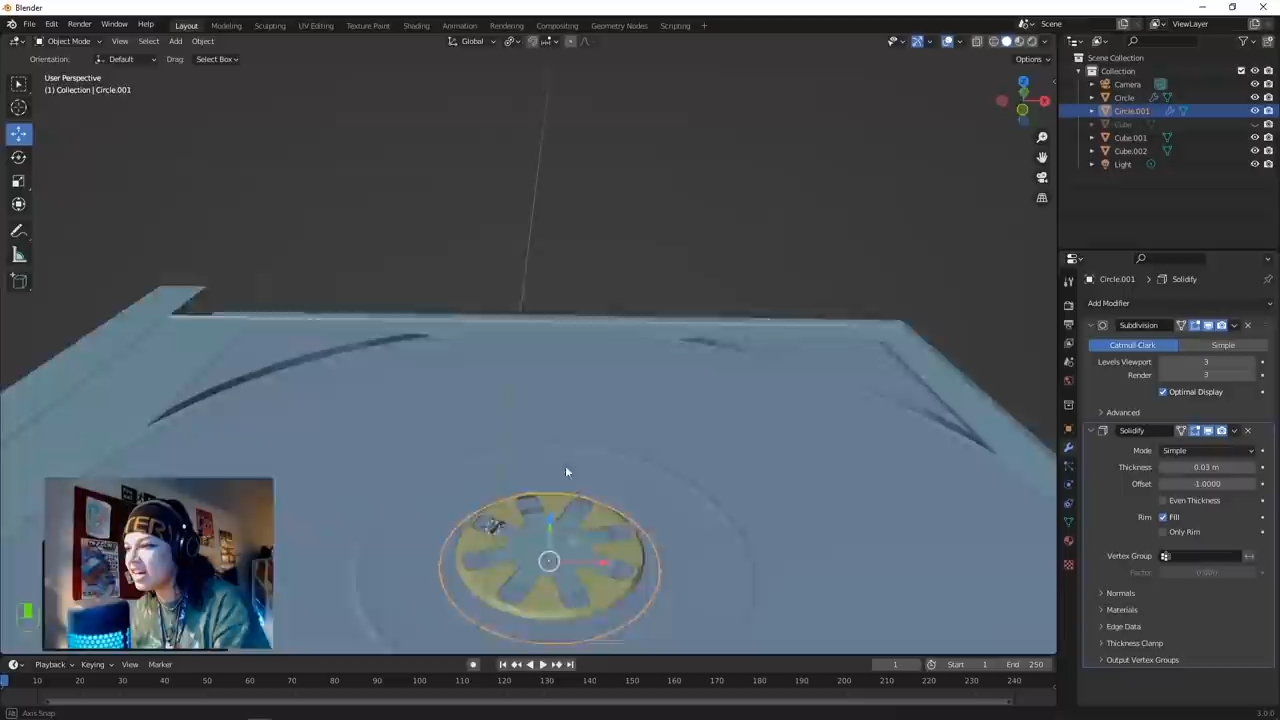 Blender
File Edit Render Window Help
Layout Modeling Sculpting UV Editing Texture Paint Shading Animation Rendering Compositing Geometry Nodes Scripting +
Scene
ViewLayer
Object Mode View Select Add Object
Global
Orientation: Default Drag: Select Box
Options
User Perspective
(1) Collection | Circle.001
Z
X
Scene Collection
Collection
Camera
Circle
Circle.001
Cube
Cube.001
Cube.002
Light
Circle.001 > Solidify
Add Modifier
Subdivision
Catmull-Clark Simple
Levels Viewport 3
Render 3
Optimal Display
Advanced
Solidify
Mode Simple
Thickness 0.03 m
Offset -1.0000
Even Thickness
Rim Fill
Only Rim
Vertex Group
Factor 0.000
Normals
Materials
Edge Data
Thickness Clamp
Output Vertex Groups
Playback Keying View Marker
1 Start 1 End 250
10 20 30 40 50 60 70 80 90 100 110 120 130 140 150 160 170 180 190 200 210 220 230 240
Axis Snap
3.0.0